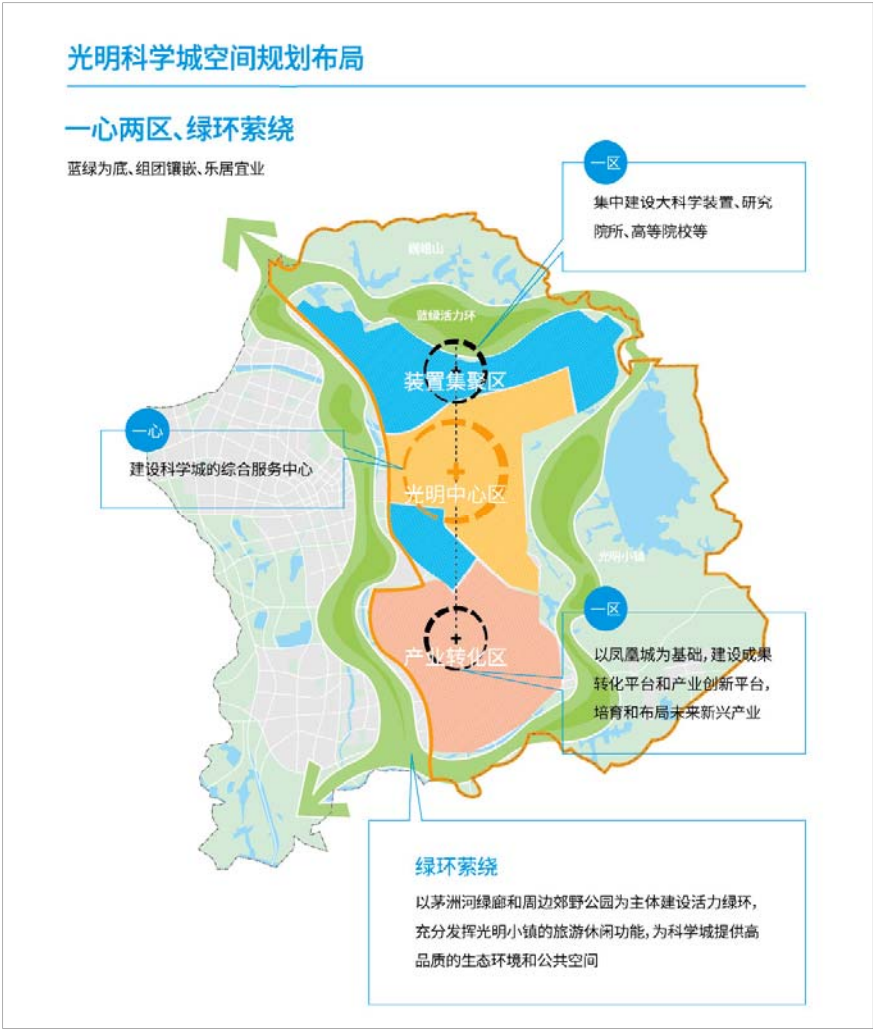 光明科学城空间规划布局
一心两区、绿环萦绕
蓝绿为底、组团镶嵌、乐居宜业
一区
集中建设大科学装置、研究
院所、高等院校等
巍峨山
蓝绿活力环
装置集聚区
一心
建设科学城的综合服务中心
光明中心区
光明小镇
一区
以凤凰城为基础,建设成果
转化平台和产业创新平台,
培育和布局未来新兴产业
产业转化区
绿环萦绕
以茅洲河绿廊和周边郊野公园为主体建设活力绿环,
充分发挥光明小镇的旅游休闲功能,为科学城提供高
品质的生态环境和公共空间